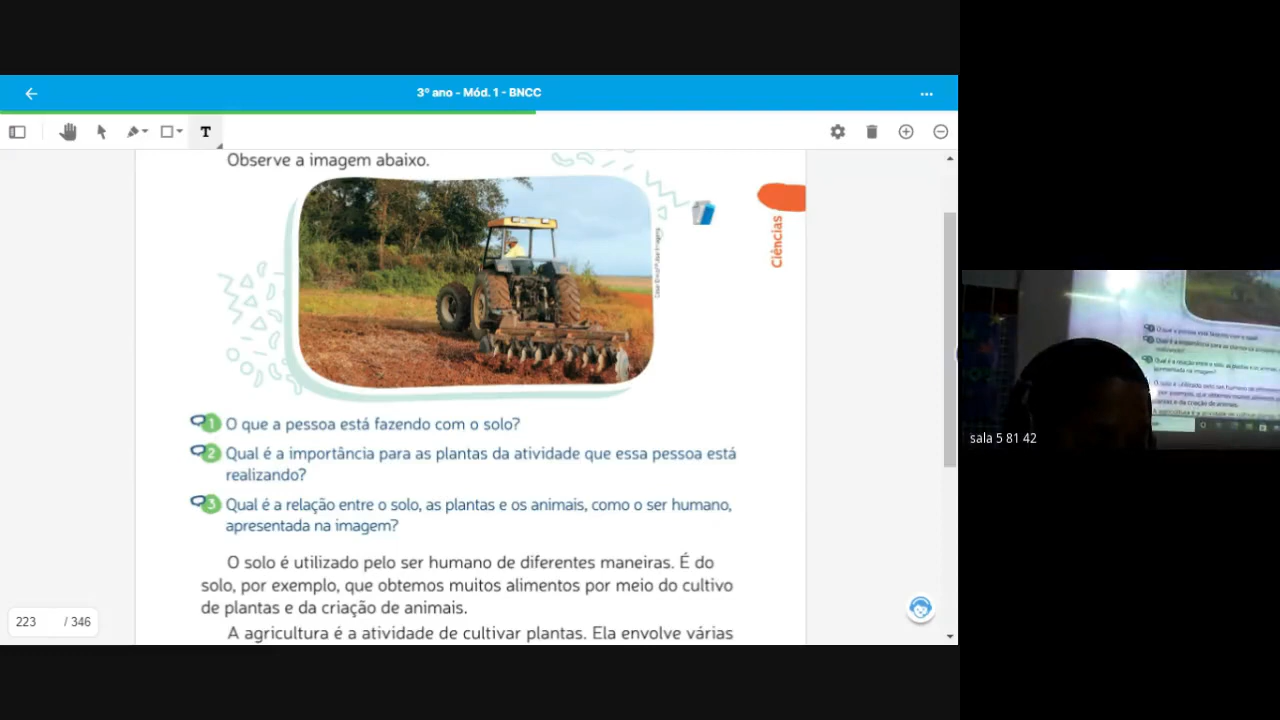 3º ano - Mód. 1 - BNCC
T
Observe a imagem abaixo.
Ciências
1 O que a pessoa está fazendo com o solo?
2 Qual é a importância para as plantas da atividade que essa pessoa está
realizando?
3 Qual é a relação entre o solo, as plantas e os animais, como o ser humano,
apresentada na imagem?
O solo é utilizado pelo ser humano de diferentes maneiras. É do
solo, por exemplo, que obtemos muitos alimentos por meio do cultivo
de plantas e da criação de animais.
A agricultura é a atividade de cultivar plantas. Ela envolve várias
223 / 346
sala 5 81 42